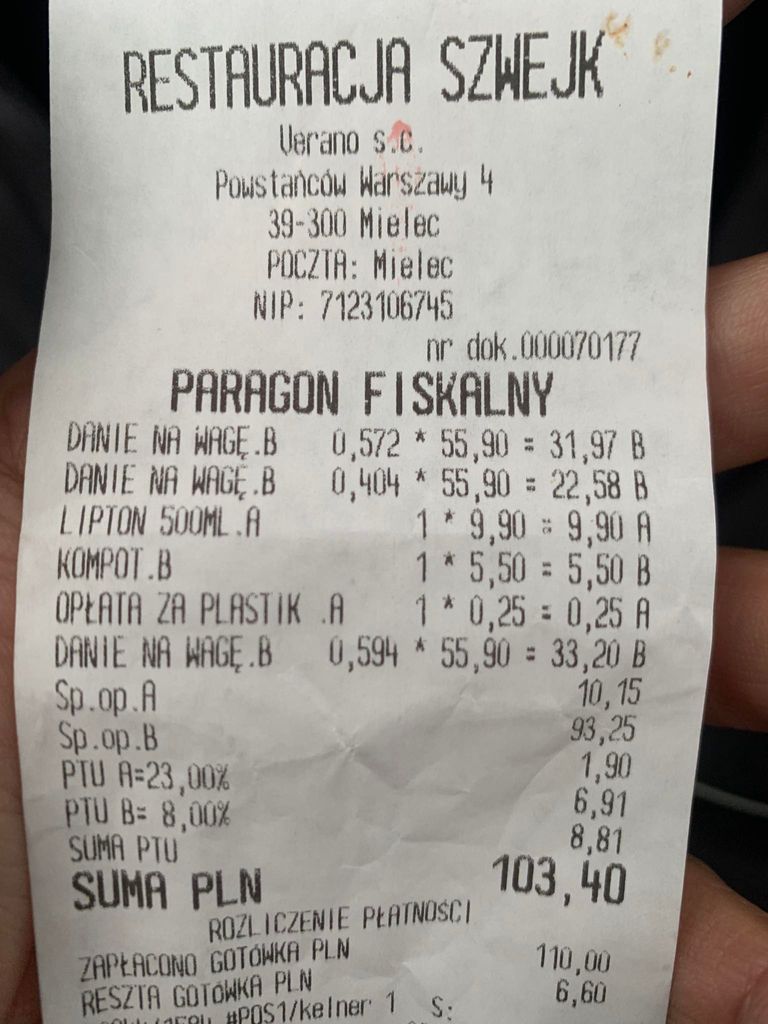 RESTAURACJA SZWEJK
Verano s.c.
Powstańców Warszawy 4
39-300 Mielec
POCZTA: Mielec
NIP: 7123106745
nr dok.000070177
PARAGON FISKALNY
DANIE NA WAGĘ.B 0,572 * 55,90 = 31,97 B
DANIE NA WAGĘ.B 0,404 * 55,90 = 22,58 B
LIPTON 500ML.A 1 * 9,90 = 9,90 A
KOMPOT.B 1 * 5,50 = 5,50 B
OPŁATA ZA PLASTIK .A 1 * 0,25 = 0,25 A
DANIE NA WAGĘ.B 0,594 * 55,90 = 33,20 B
Sp.op.A 10,15
Sp.op.B 93,25
PTU A=23,00% 1,90
PTU B= 8,00% 6,91
SUMA PTU 8,81
SUMA PLN 103,40
ROZLICZENIE PŁATNOŚCI
ZAPŁACONO GOTÓWKA PLN 110,00
RESZTA GOTÓWKA PLN 6,60
#POS1/kelner 1 S: